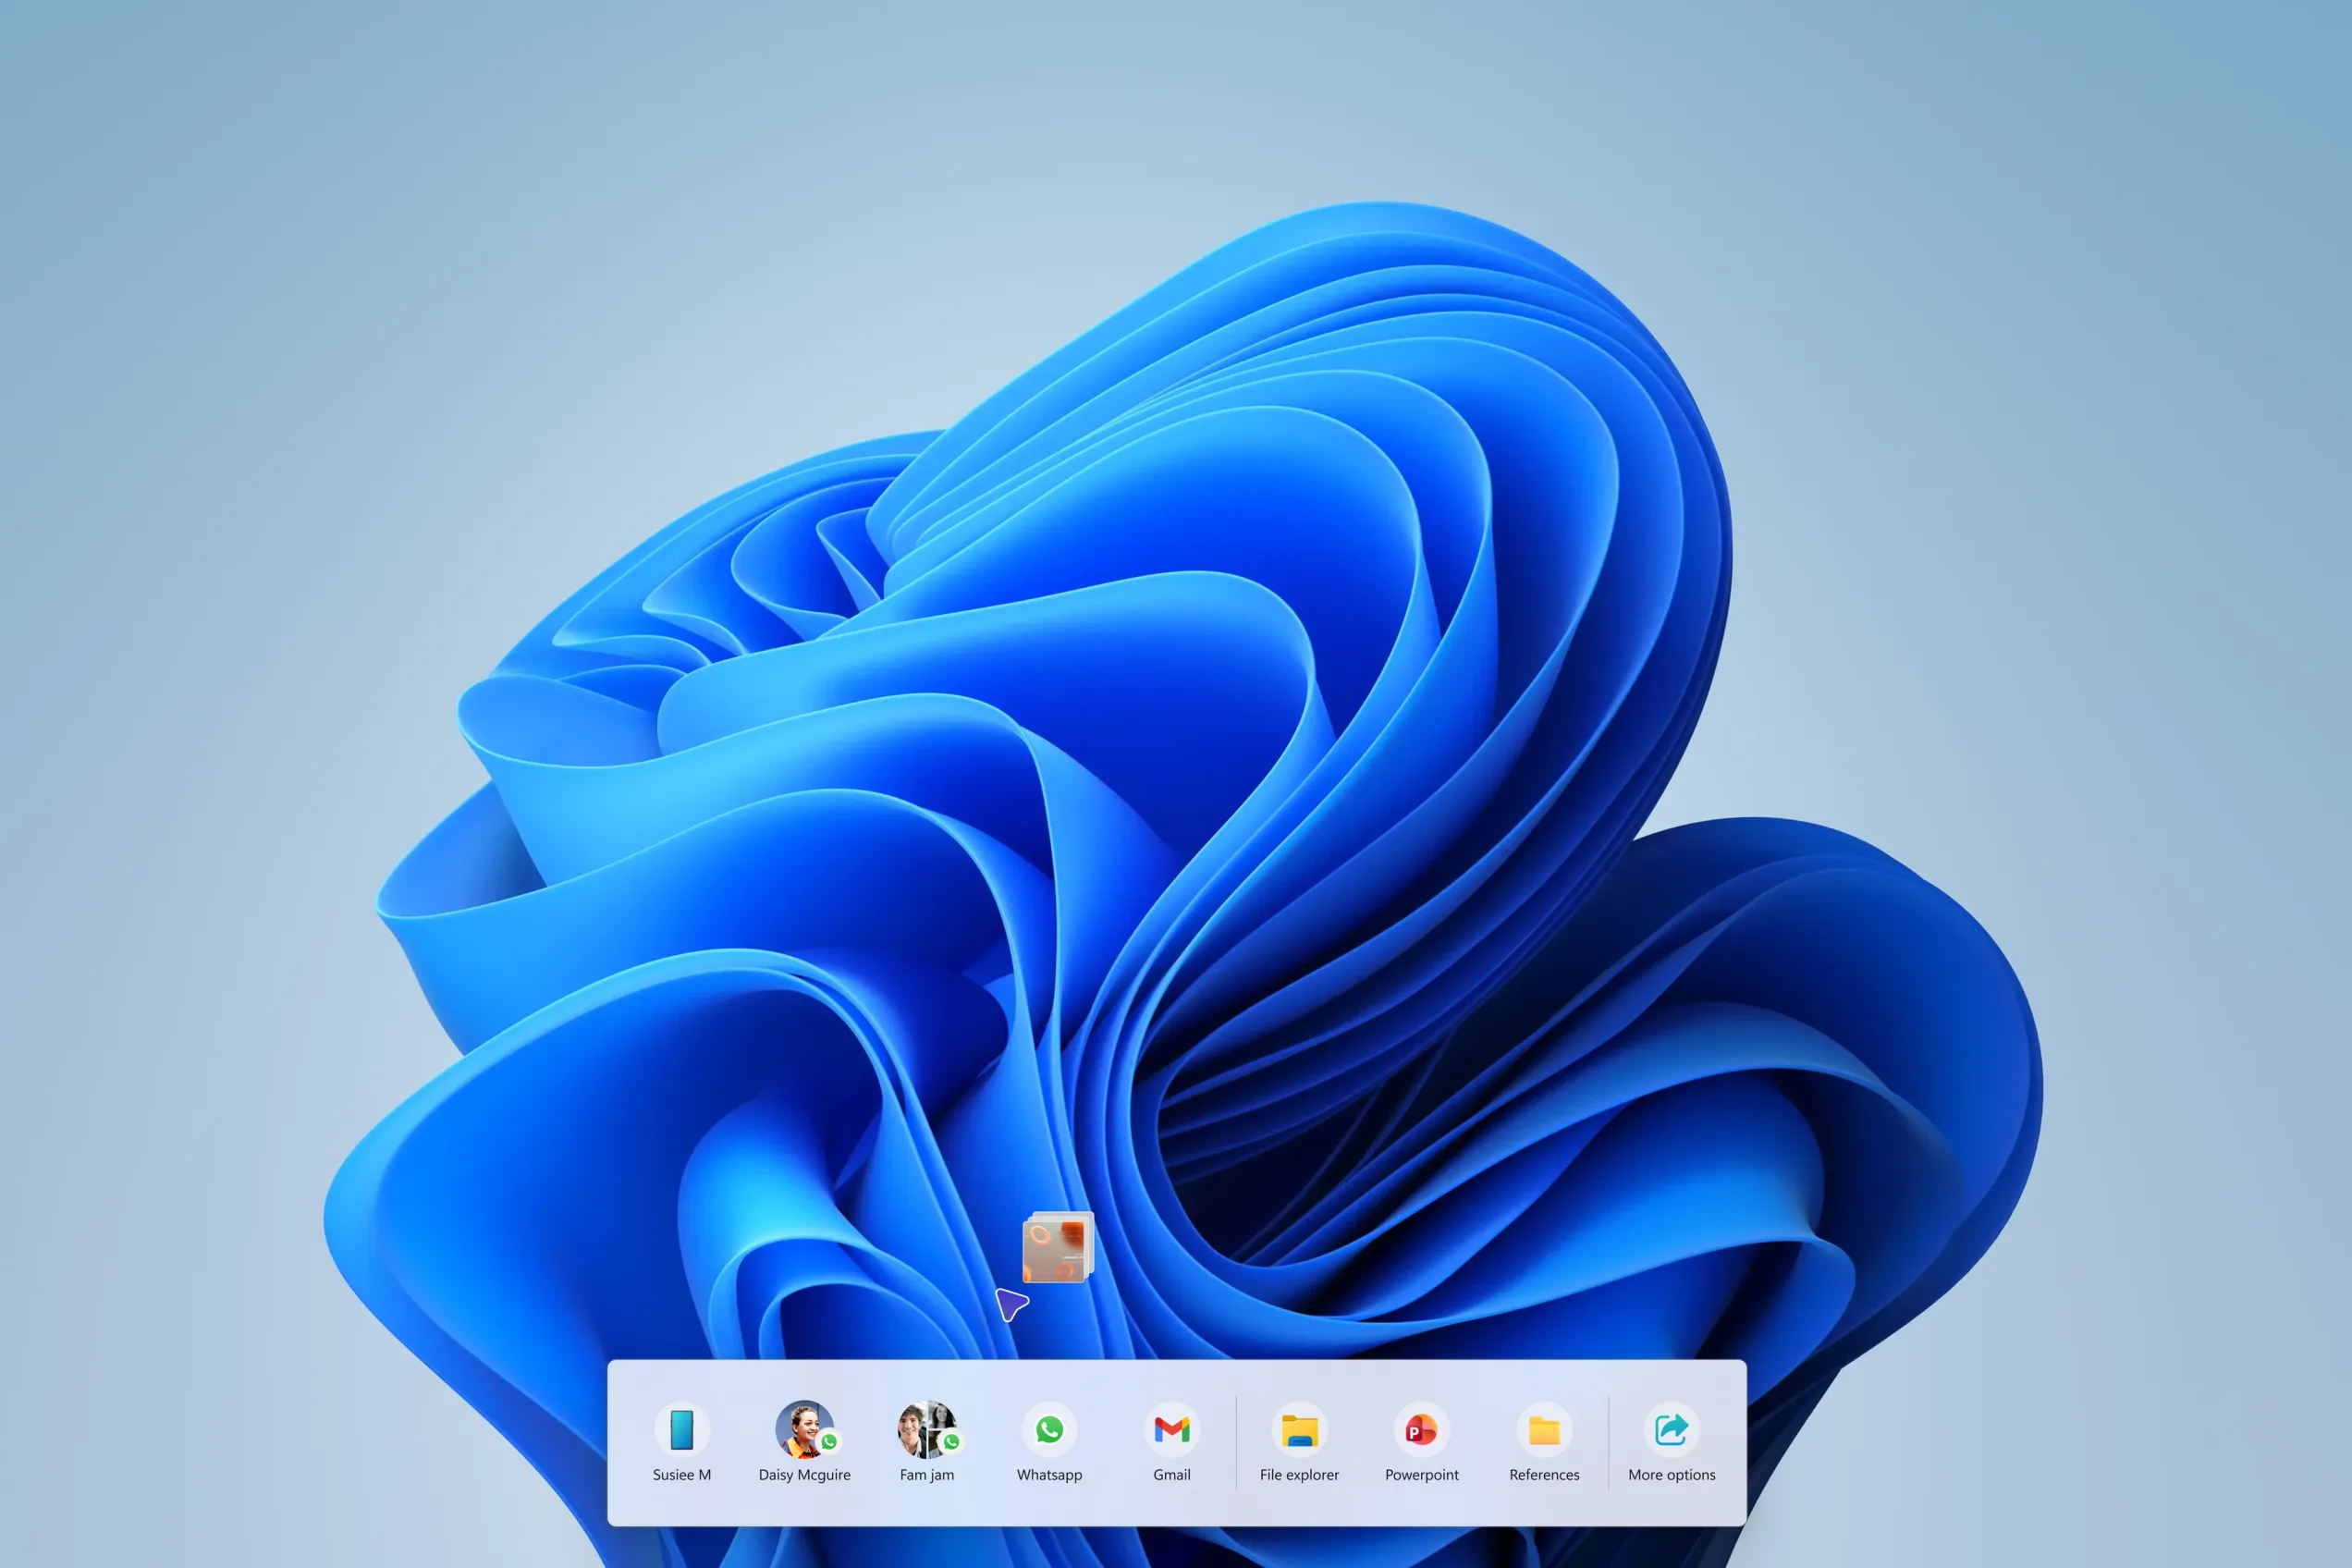 Susiee M
Daisy Mcguire
Fam jam
Whatsapp
Gmail
File explorer
Powerpoint
References
More options
P